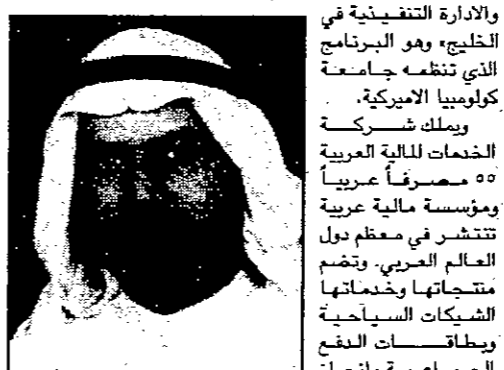 والادارة التنفيذية في
الخليج» وهو البرنامج
الذي تنظمه جامعة
كولومبيا الاميركية.
ويملك شركة
الخدمات المالية العربية
٥٥ مصرفاً عربياً
ومؤسسة مالية عربية
تنتشر في معظم دول
العالم العربي. وتضم
منتجاتها وخدماتها
الشيكات السياحية
وبطاقات الدفع